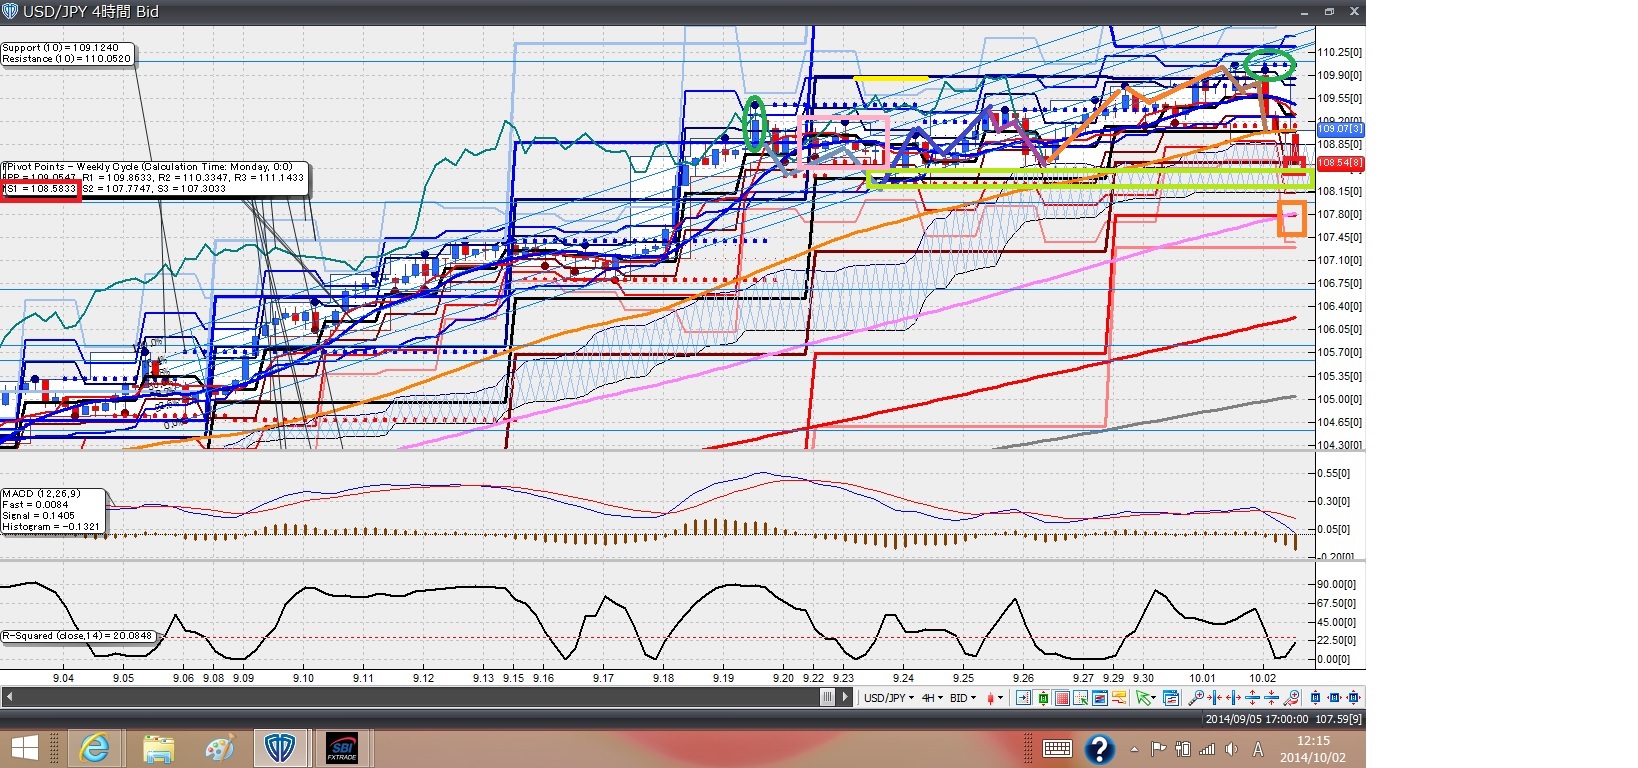 USD/JPY 4時間 Bid
Support (10) = 109.1240
Resistance (10) = 110.0520
Pivot Points - Weekly Cycle (Calculation Time: Monday, 0:0)
PP = 109.0547, R1 = 109.8633, R2 = 110.3347, R3 = 111.1433
S1 = 108.5833, S2 = 107.7747, S3 = 107.3033
110.25[0]
109.90[0]
109.55[0]
109.20[0]
109.07[3]
108.85[0]
108.54[8]
108.15[0]
107.80[0]
107.45[0]
107.10[0]
106.75[0]
106.40[0]
106.05[0]
105.70[0]
105.35[0]
105.00[0]
104.65[0]
104.30[0]
MACD (12,26,9)
Fast = 0.0084
Signal = 0.1405
Histogram = -0.1321
0.55[0]
0.30[0]
0.05[0]
-0.20[0]
R-Squared (close,14) = 20.0848
90.00[0]
67.50[0]
45.00[0]
22.50[0]
0.00[0]
9.04 9.05 9.06 9.08 9.09 9.10 9.11 9.12 9.13 9.15 9.16 9.17 9.18 9.19 9.20 9.22 9.23 9.24 9.25 9.26 9.27 9.29 9.30 10.01 10.02
USD/JPY 4H BID
2014/09/05 17:00:00 107.59[9]
SBI
FXTRADE
A
12:15
2014/10/02